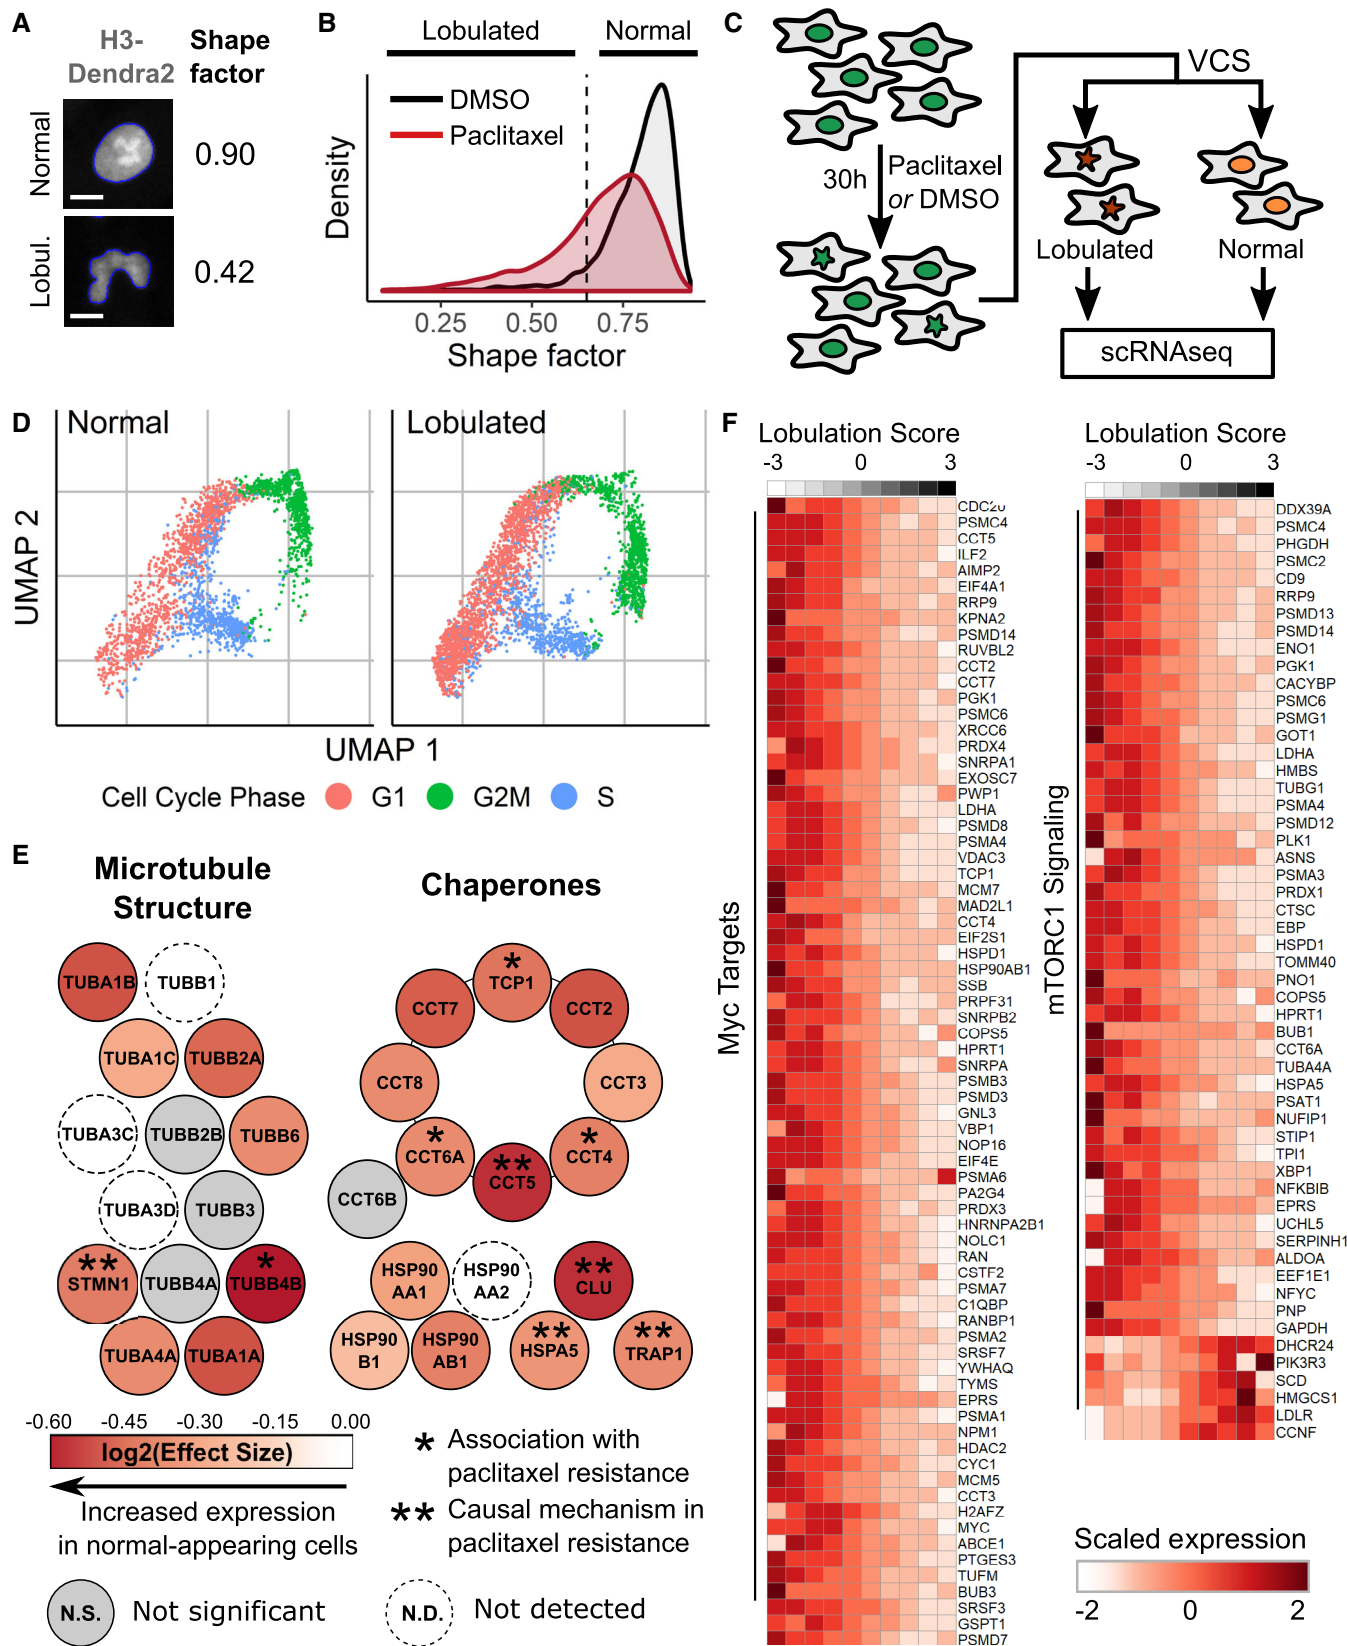 A
H3-
Dendra2
Shape
factor
Normal
0.90
Lobul.
0.42
B
Lobulated
Normal
DMSO
Paclitaxel
Density
0.25
0.50
0.75
Shape factor
C
VCS
30h
Paclitaxel
or DMSO
Lobulated
Normal
scRNAseq
D
Normal
Lobulated
UMAP 2
UMAP 1
Cell Cycle Phase
G1
G2M
S
E
Microtubule
Structure
TUBA1B
TUBB1
TUBA1C
TUBB2A
TUBA3C
TUBB2B
TUBB6
TUBA3D
TUBB3
**
STMN1
TUBB4A
*
TUBB4B
TUBA4A
TUBA1A
Chaperones
*
TCP1
CCT7
CCT2
CCT8
CCT3
*
CCT6A
*
CCT4
**
CCT5
CCT6B
HSP90
AA1
HSP90
AA2
**
CLU
HSP90
B1
HSP90
AB1
**
HSPA5
**
TRAP1
-0.60
-0.45
-0.30
-0.15
0.00
log2(Effect Size)
Increased expression
in normal-appearing cells
* Association with
paclitaxel resistance
** Causal mechanism in
paclitaxel resistance
N.S.
Not significant
N.D.
Not detected
F
Lobulation Score
-3
0
3
Myc Targets
CDC20
PSMC4
CCT5
ILF2
AIMP2
EIF4A1
RRP9
KPNA2
PSMD14
RUVBL2
CCT2
CCT7
PGK1
PSMC6
XRCC6
PRDX4
SNRPA1
EXOSC7
PWP1
LDHA
PSMD8
PSMA4
VDAC3
TCP1
MCM7
MAD2L1
CCT4
EIF2S1
HSPD1
HSP90AB1
SSB
PRPF31
SNRPB2
COPS5
HPRT1
SNRPA
PSMB3
PSMD3
GNL3
VBP1
NOP16
EIF4E
PSMA6
PA2G4
PRDX3
HNRNPA2B1
NOLC1
RAN
CSTF2
PSMA7
C1QBP
RANBP1
PSMA2
SRSF7
YWHAQ
TYMS
EPRS
PSMA1
NPM1
HDAC2
CYC1
MCM5
CCT3
H2AFZ
MYC
ABCE1
PTGES3
TUFM
BUB3
SRSF3
GSPT1
PSMD7
Lobulation Score
-3
0
3
mTORC1 Signaling
DDX39A
PSMC4
PHGDH
PSMC2
CD9
RRP9
PSMD13
PSMD14
ENO1
PGK1
CACYBP
PSMC6
PSMG1
GOT1
LDHA
HMBS
TUBG1
PSMA4
PSMD12
PLK1
ASNS
PSMA3
PRDX1
CTSC
EBP
HSPD1
TOMM40
PNO1
COPS5
HPRT1
BUB1
CCT6A
TUBA4A
HSPA5
PSAT1
NUFIP1
STIP1
TPI1
XBP1
NFKBIB
EPRS
UCHL5
SERPINH1
ALDOA
EEF1E1
NFYC
PNP
GAPDH
DHCR24
PIK3R3
SCD
HMGCS1
LDLR
CCNF
Scaled expression
-2
0
2